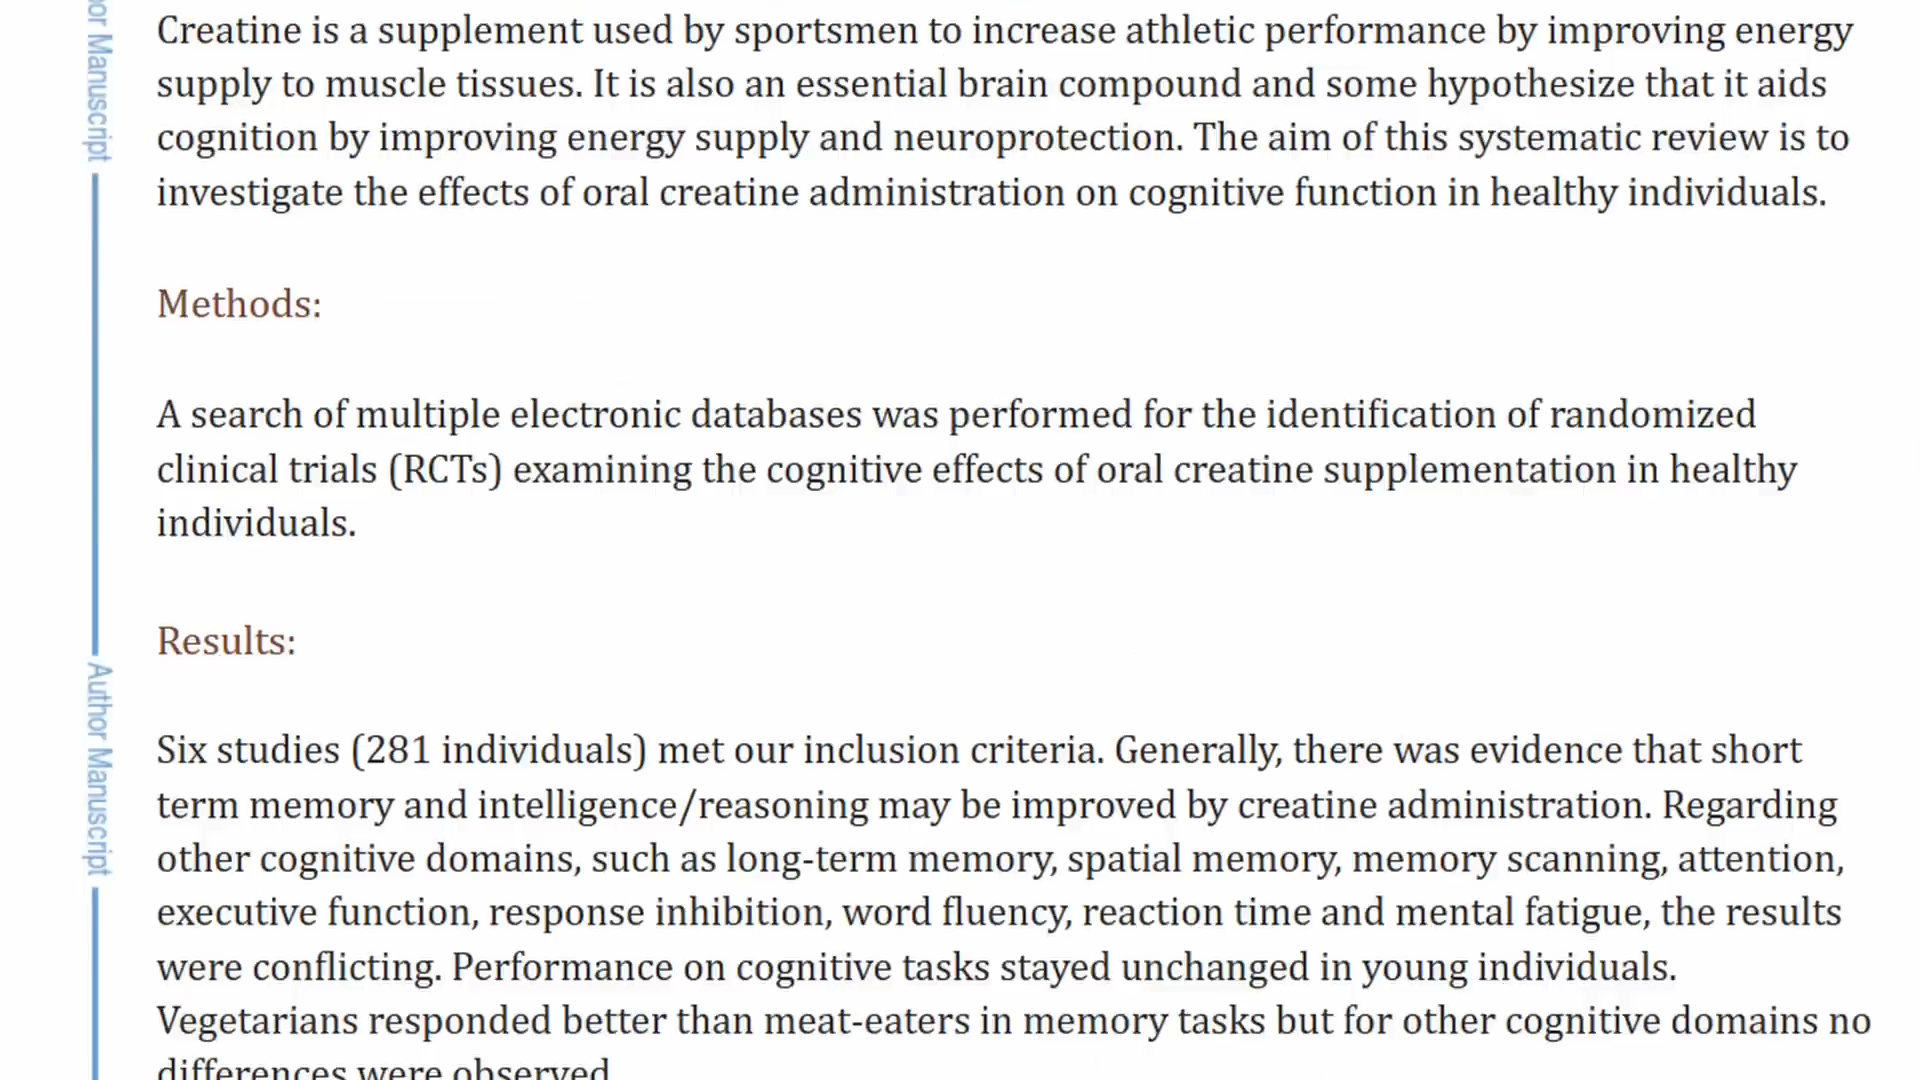 Creatine is a supplement used by sportsmen to increase athletic performance by improving energy
supply to muscle tissues. It is also an essential brain compound and some hypothesize that it aids
cognition by improving energy supply and neuroprotection. The aim of this systematic review is to
investigate the effects of oral creatine administration on cognitive function in healthy individuals.
Methods:
A search of multiple electronic databases was performed for the identification of randomized
clinical trials (RCTs) examining the cognitive effects of oral creatine supplementation in healthy
individuals.
Results:
Six studies (281 individuals) met our inclusion criteria. Generally, there was evidence that short
term memory and intelligence/reasoning may be improved by creatine administration. Regarding
other cognitive domains, such as long-term memory, spatial memory, memory scanning, attention,
executive function, response inhibition, word fluency, reaction time and mental fatigue, the results
were conflicting. Performance on cognitive tasks stayed unchanged in young individuals.
Vegetarians responded better than meat-eaters in memory tasks but for other cognitive domains no
differences were observed
Manuscript
Author Manuscript